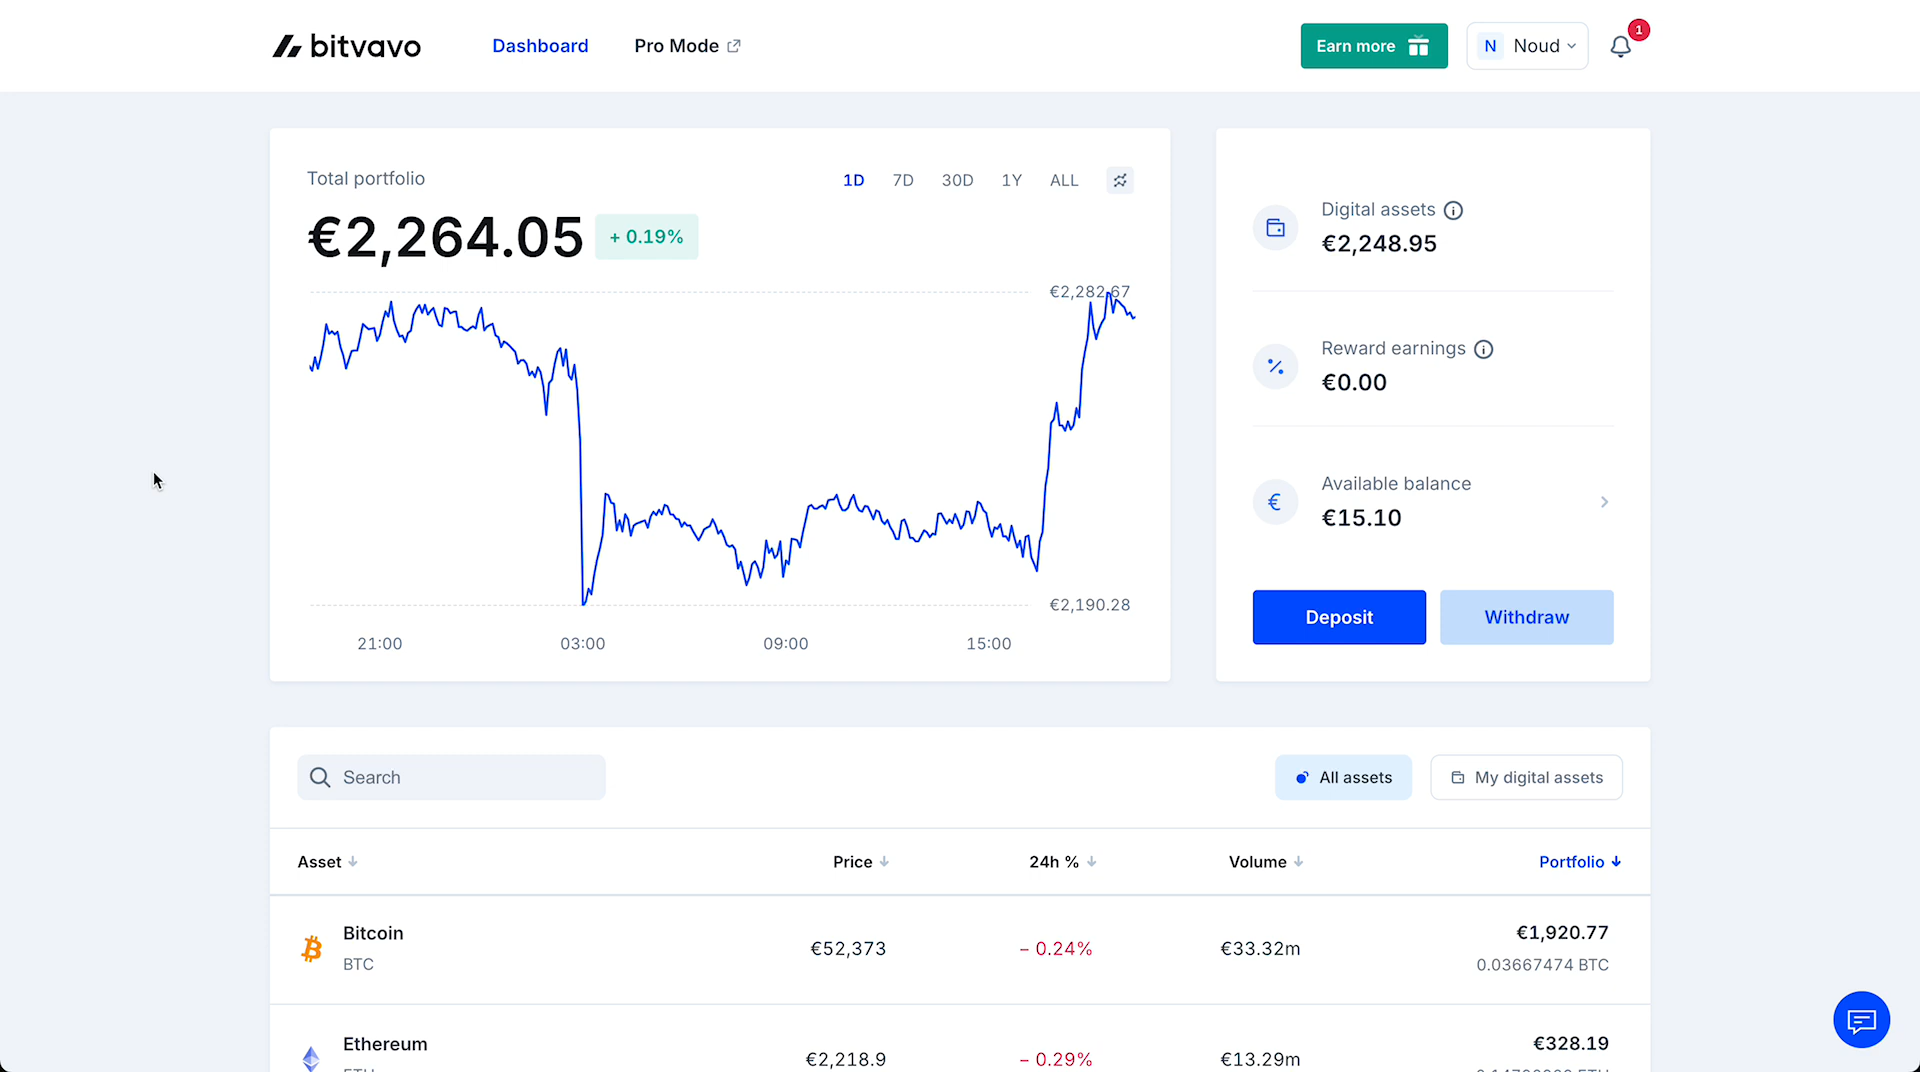 bitvavo
Dashboard
Pro Mode
Earn more
N
Noud
1
Total portfolio
1D 7D 30D 1Y ALL
€2,264.05
+ 0.19%
€2,282.67
€2,190.28
21:00 03:00 09:00 15:00
Digital assets
€2,248.95
Reward earnings
€0.00
Available balance
€15.10
Deposit
Withdraw
Search
All assets
My digital assets
Asset Price 24h % Volume Portfolio
Bitcoin
BTC
€52,373
– 0.24%
€33.32m
€1,920.77
0.03667474 BTC
Ethereum
€2,218.9
– 0.29%
€13.29m
€328.19